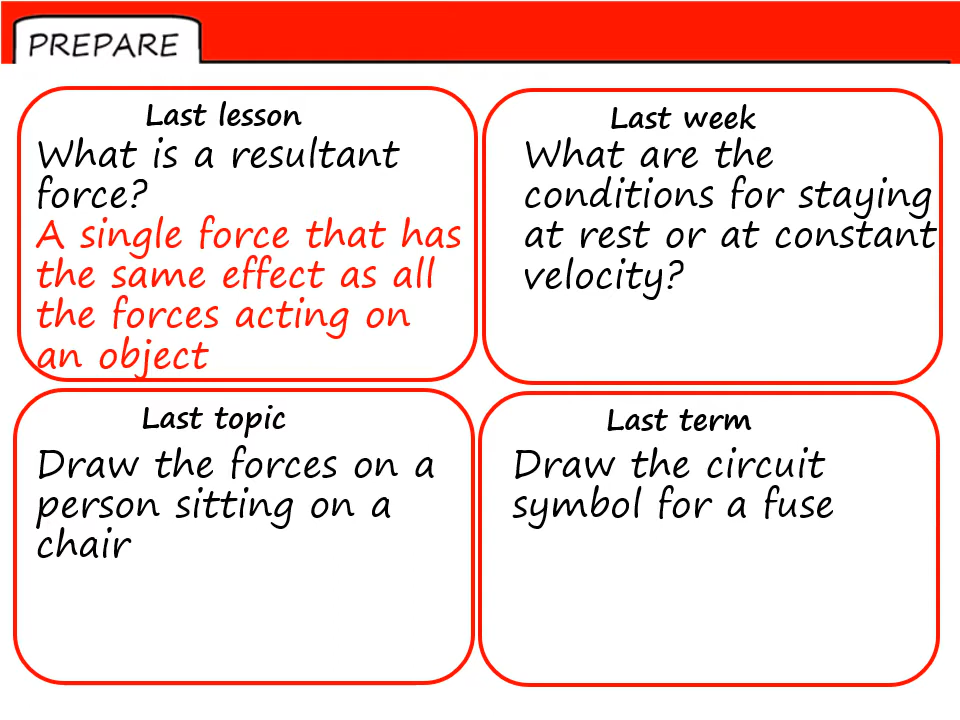 PREPARE
Last lesson
What is a resultant
force?
A single force that has
the same effect as all
the forces acting on
an object
Last week
What are the
conditions for staying
at rest or at constant
velocity?
Last topic
Draw the forces on a
person sitting on a
chair
Last term
Draw the circuit
symbol for a fuse